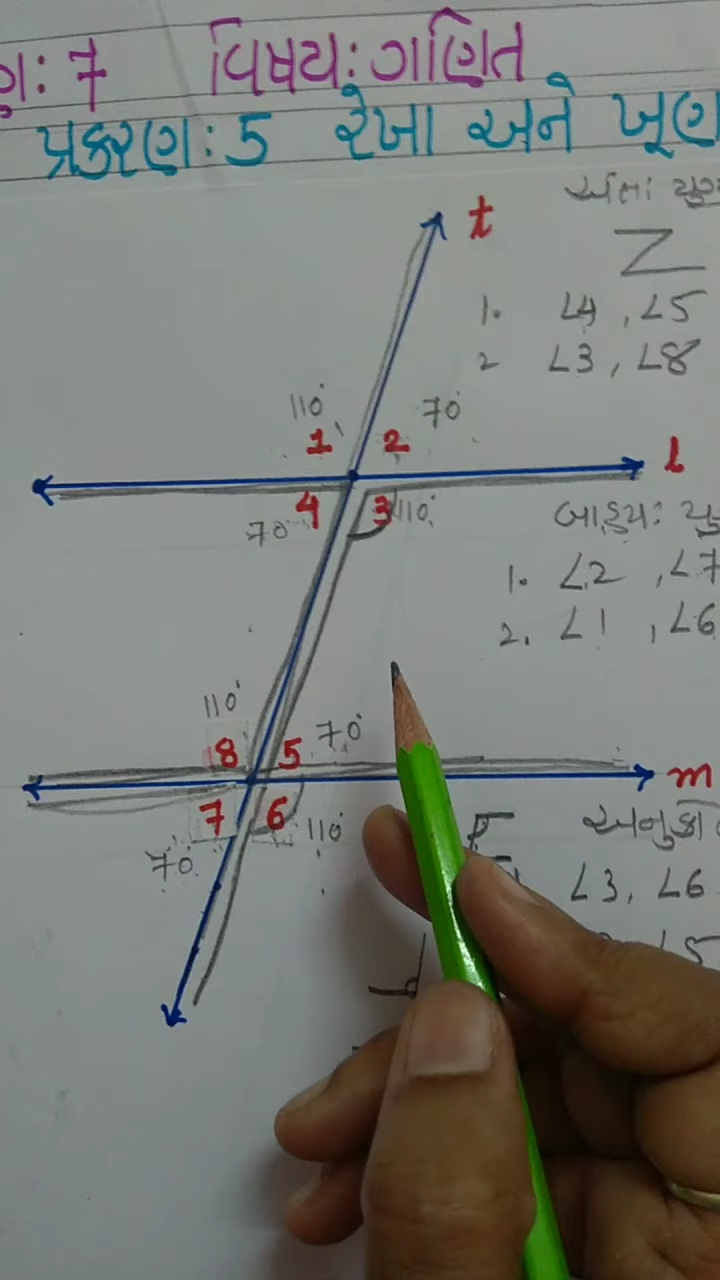 : 7 વિષય: ગણિત
પ્રકરણ: 5 રેખા અને
t
Z
1. ∠4, ∠5
2 ∠3, ∠8
110° 70°
1 2
l
4 3
70° 110°
1. ∠2, ∠7
2. ∠1, ∠6
110° 70°
8 5
m
7 6
70° 110°
∠3, ∠6